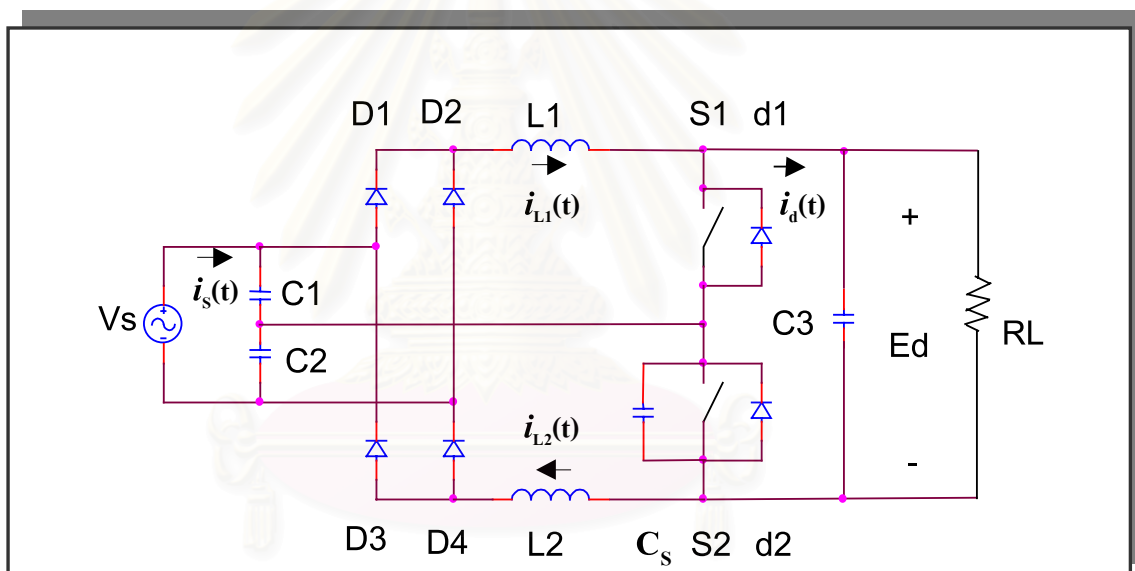 D1 D2 L1 S1 d1
i_L1(t) i_d(t)
+
i_s(t) C1
Vs C3 Ed RL
C2
i_L2(t)
-
D3 D4 L2 C_S S2 d2